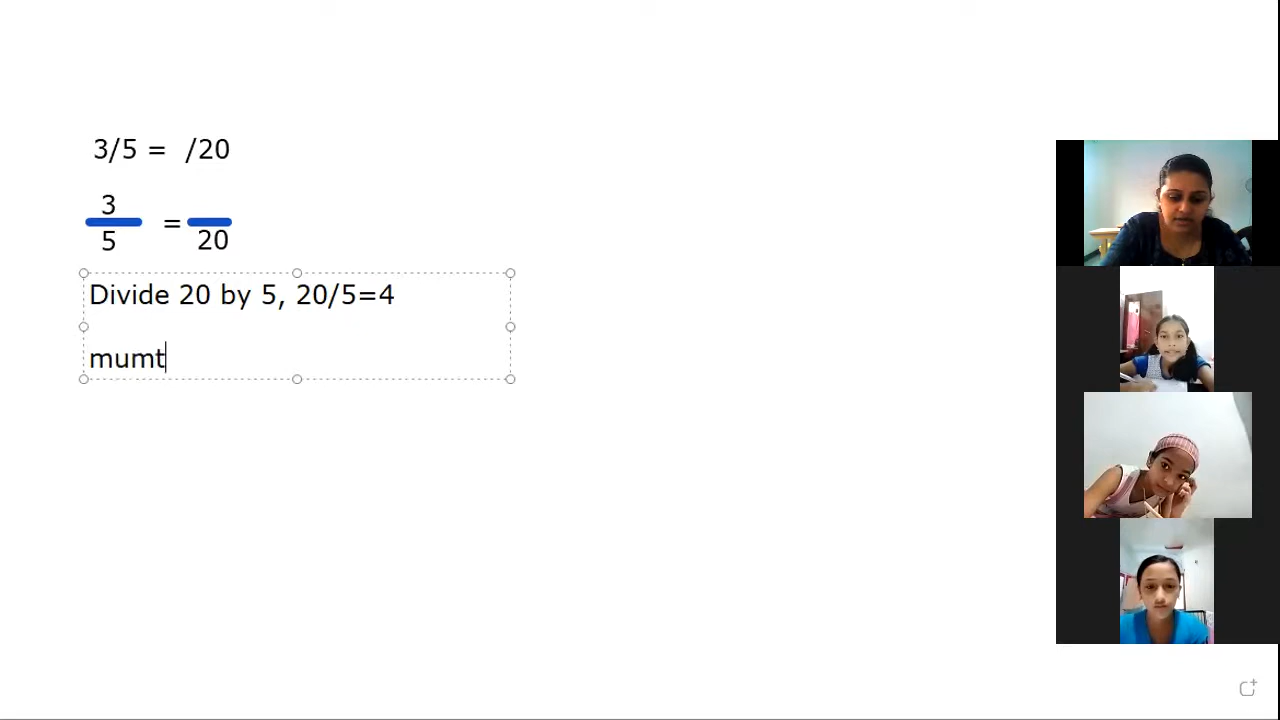 3/5 = /20
3
5
=
20
Divide 20 by 5, 20/5=4
mumt